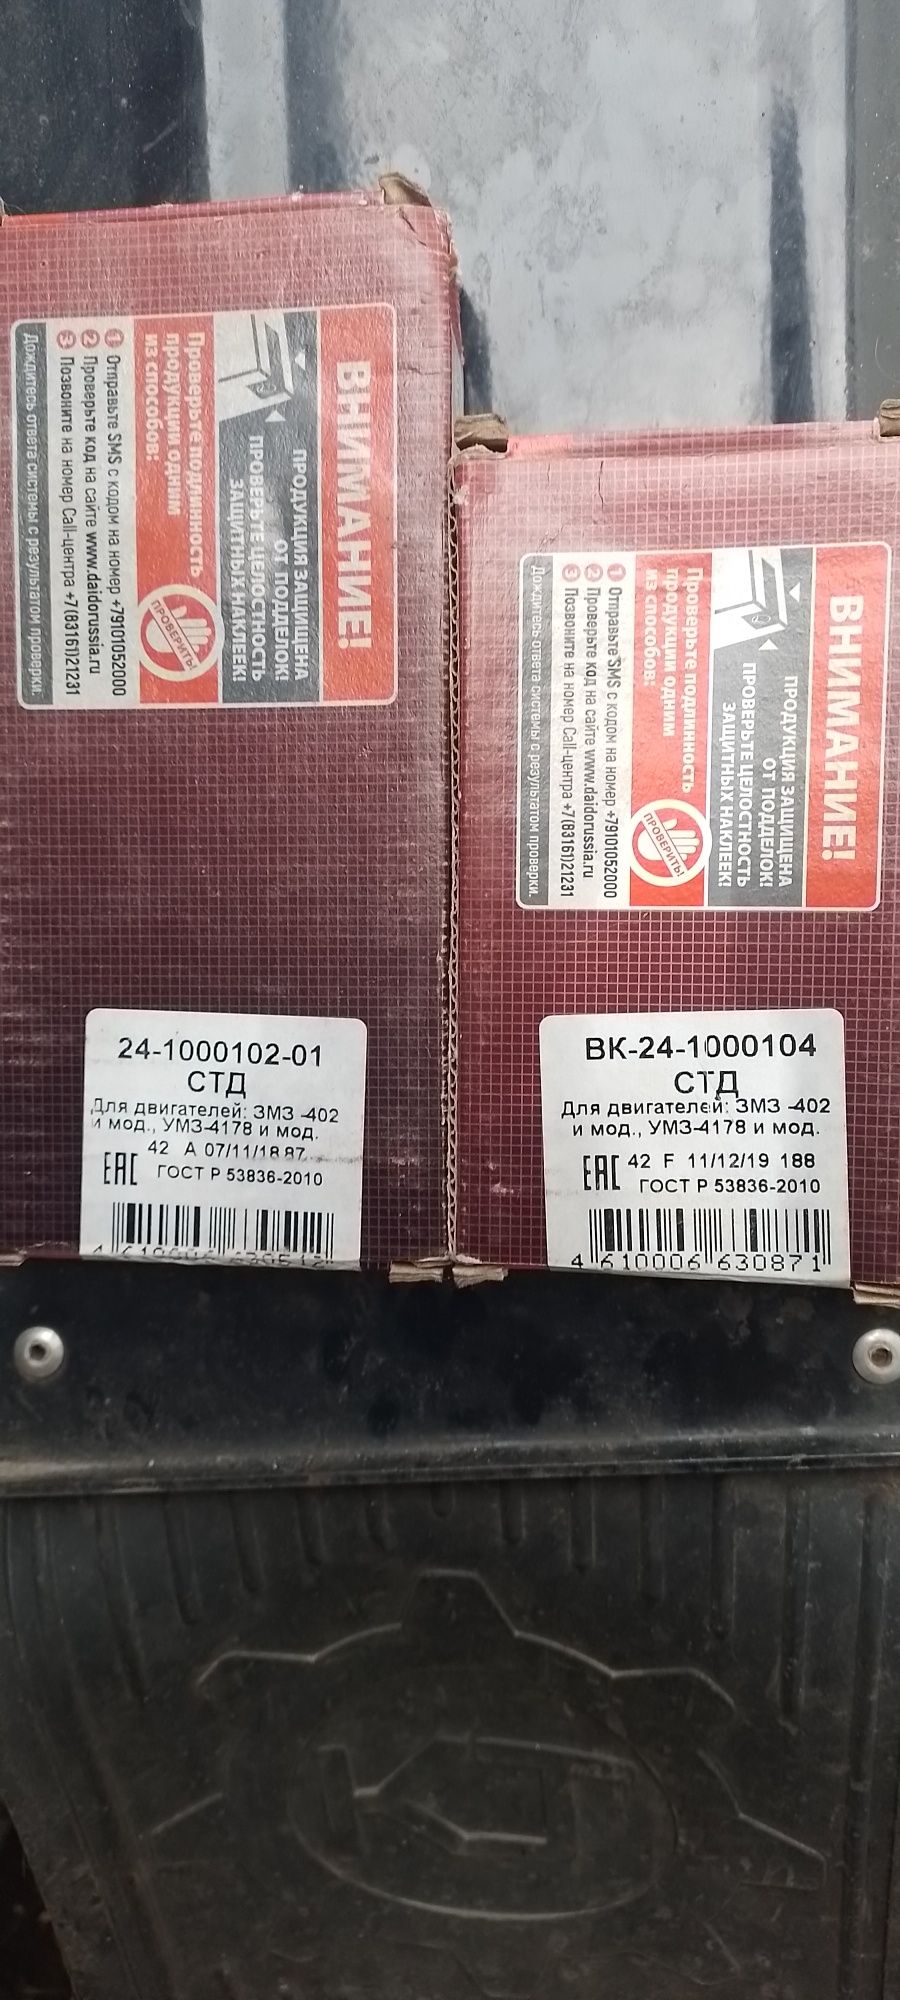 ВНИМАНИЕ!
ПРОДУКЦИЯ ЗАЩИЩЕНА
ОТ ПОДДЕЛОК!
ПРОВЕРЬТЕ ЦЕЛОСТНОСТЬ
ЗАЩИТНЫХ НАКЛЕЕК!
Проверьте подлинность
продукции одним
из способов:
ПРОВЕРИТЬ!
1 Отправьте SMS с кодом на номер +79101052000
2 Проверьте код на сайте www.daidorussia.ru
3 Позвоните на номер Call-центра +7(83161)21231
Дождитесь ответа системы с результатом проверки.
24-1000102-01
СТД
Для двигателей: ЗМЗ -402
и мод., УМЗ-4178 и мод.
42 A 07/11/18 87
EAC ГОСТ Р 53836-2010
ВНИМАНИЕ!
ПРОДУКЦИЯ ЗАЩИЩЕНА
ОТ ПОДДЕЛОК!
ПРОВЕРЬТЕ ЦЕЛОСТНОСТЬ
ЗАЩИТНЫХ НАКЛЕЕК!
Проверьте подлинность
продукции одним
из способов:
ПРОВЕРИТЬ!
1 Отправьте SMS с кодом на номер +79101052000
2 Проверьте код на сайте www.daidorussia.ru
3 Позвоните на номер Call-центра +7(83161)21231
Дождитесь ответа системы с результатом проверки.
ВК-24-1000104
СТД
Для двигателей: ЗМЗ -402
и мод., УМЗ-4178 и мод.
42 F 11/12/19 188
EAC ГОСТ Р 53836-2010
4 610006 630871